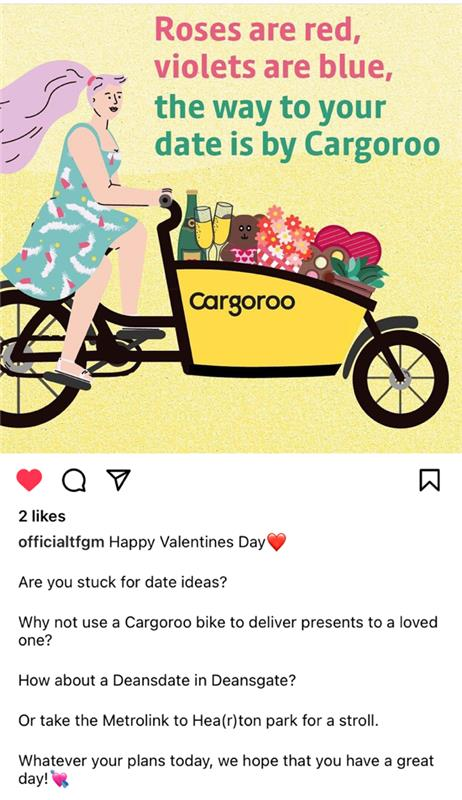 Roses are red,
violets are blue,
the way to your
date is by Cargoroo
Cargoroo
2 likes
officialtfgm Happy Valentines Day❤️
Are you stuck for date ideas?
Why not use a Cargoroo bike to deliver presents to a loved
one?
How about a Deansdate in Deansgate?
Or take the Metrolink to Hea(r)ton park for a stroll.
Whatever your plans today, we hope that you have a great
day!💘